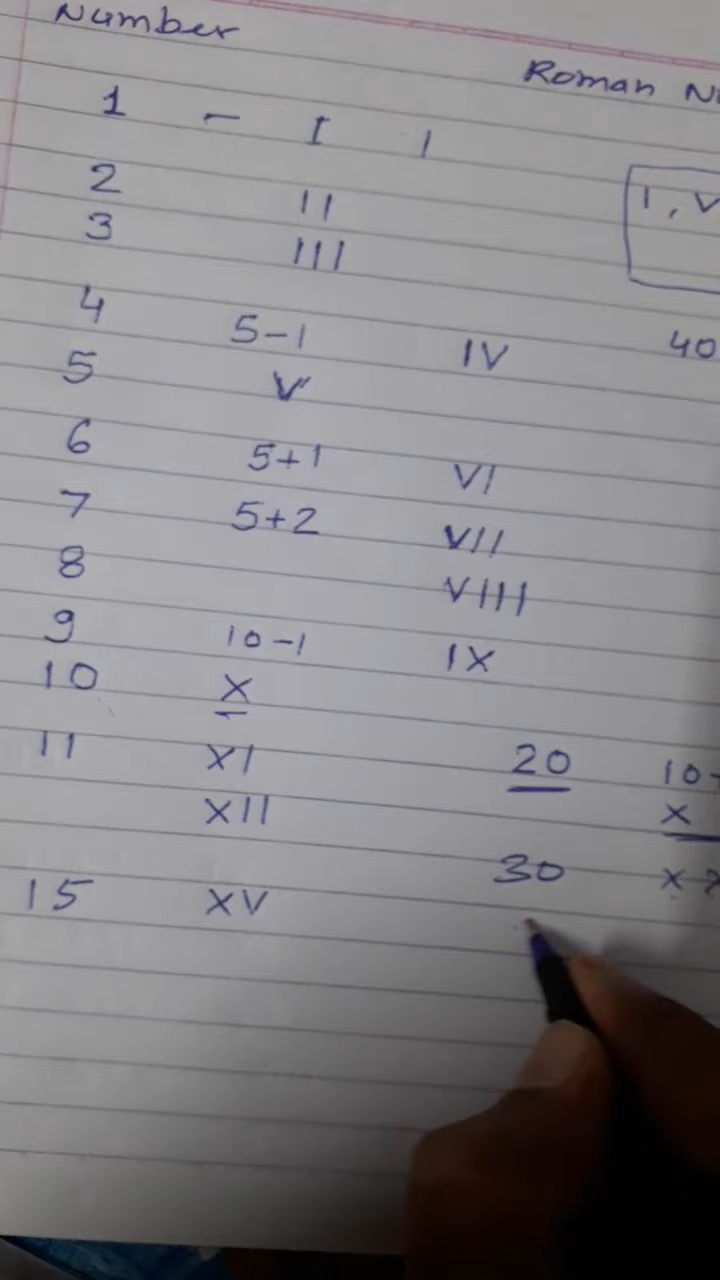 Number
Roman
1 - I I
I, V
2 II
3 III
4 5-1 IV 40
5 V
6 5+1 VI
7 5+2 VII
8 VIII
9 10-1 IX
10 X
11 XI 20 10-
XII X
30 X
15 XV